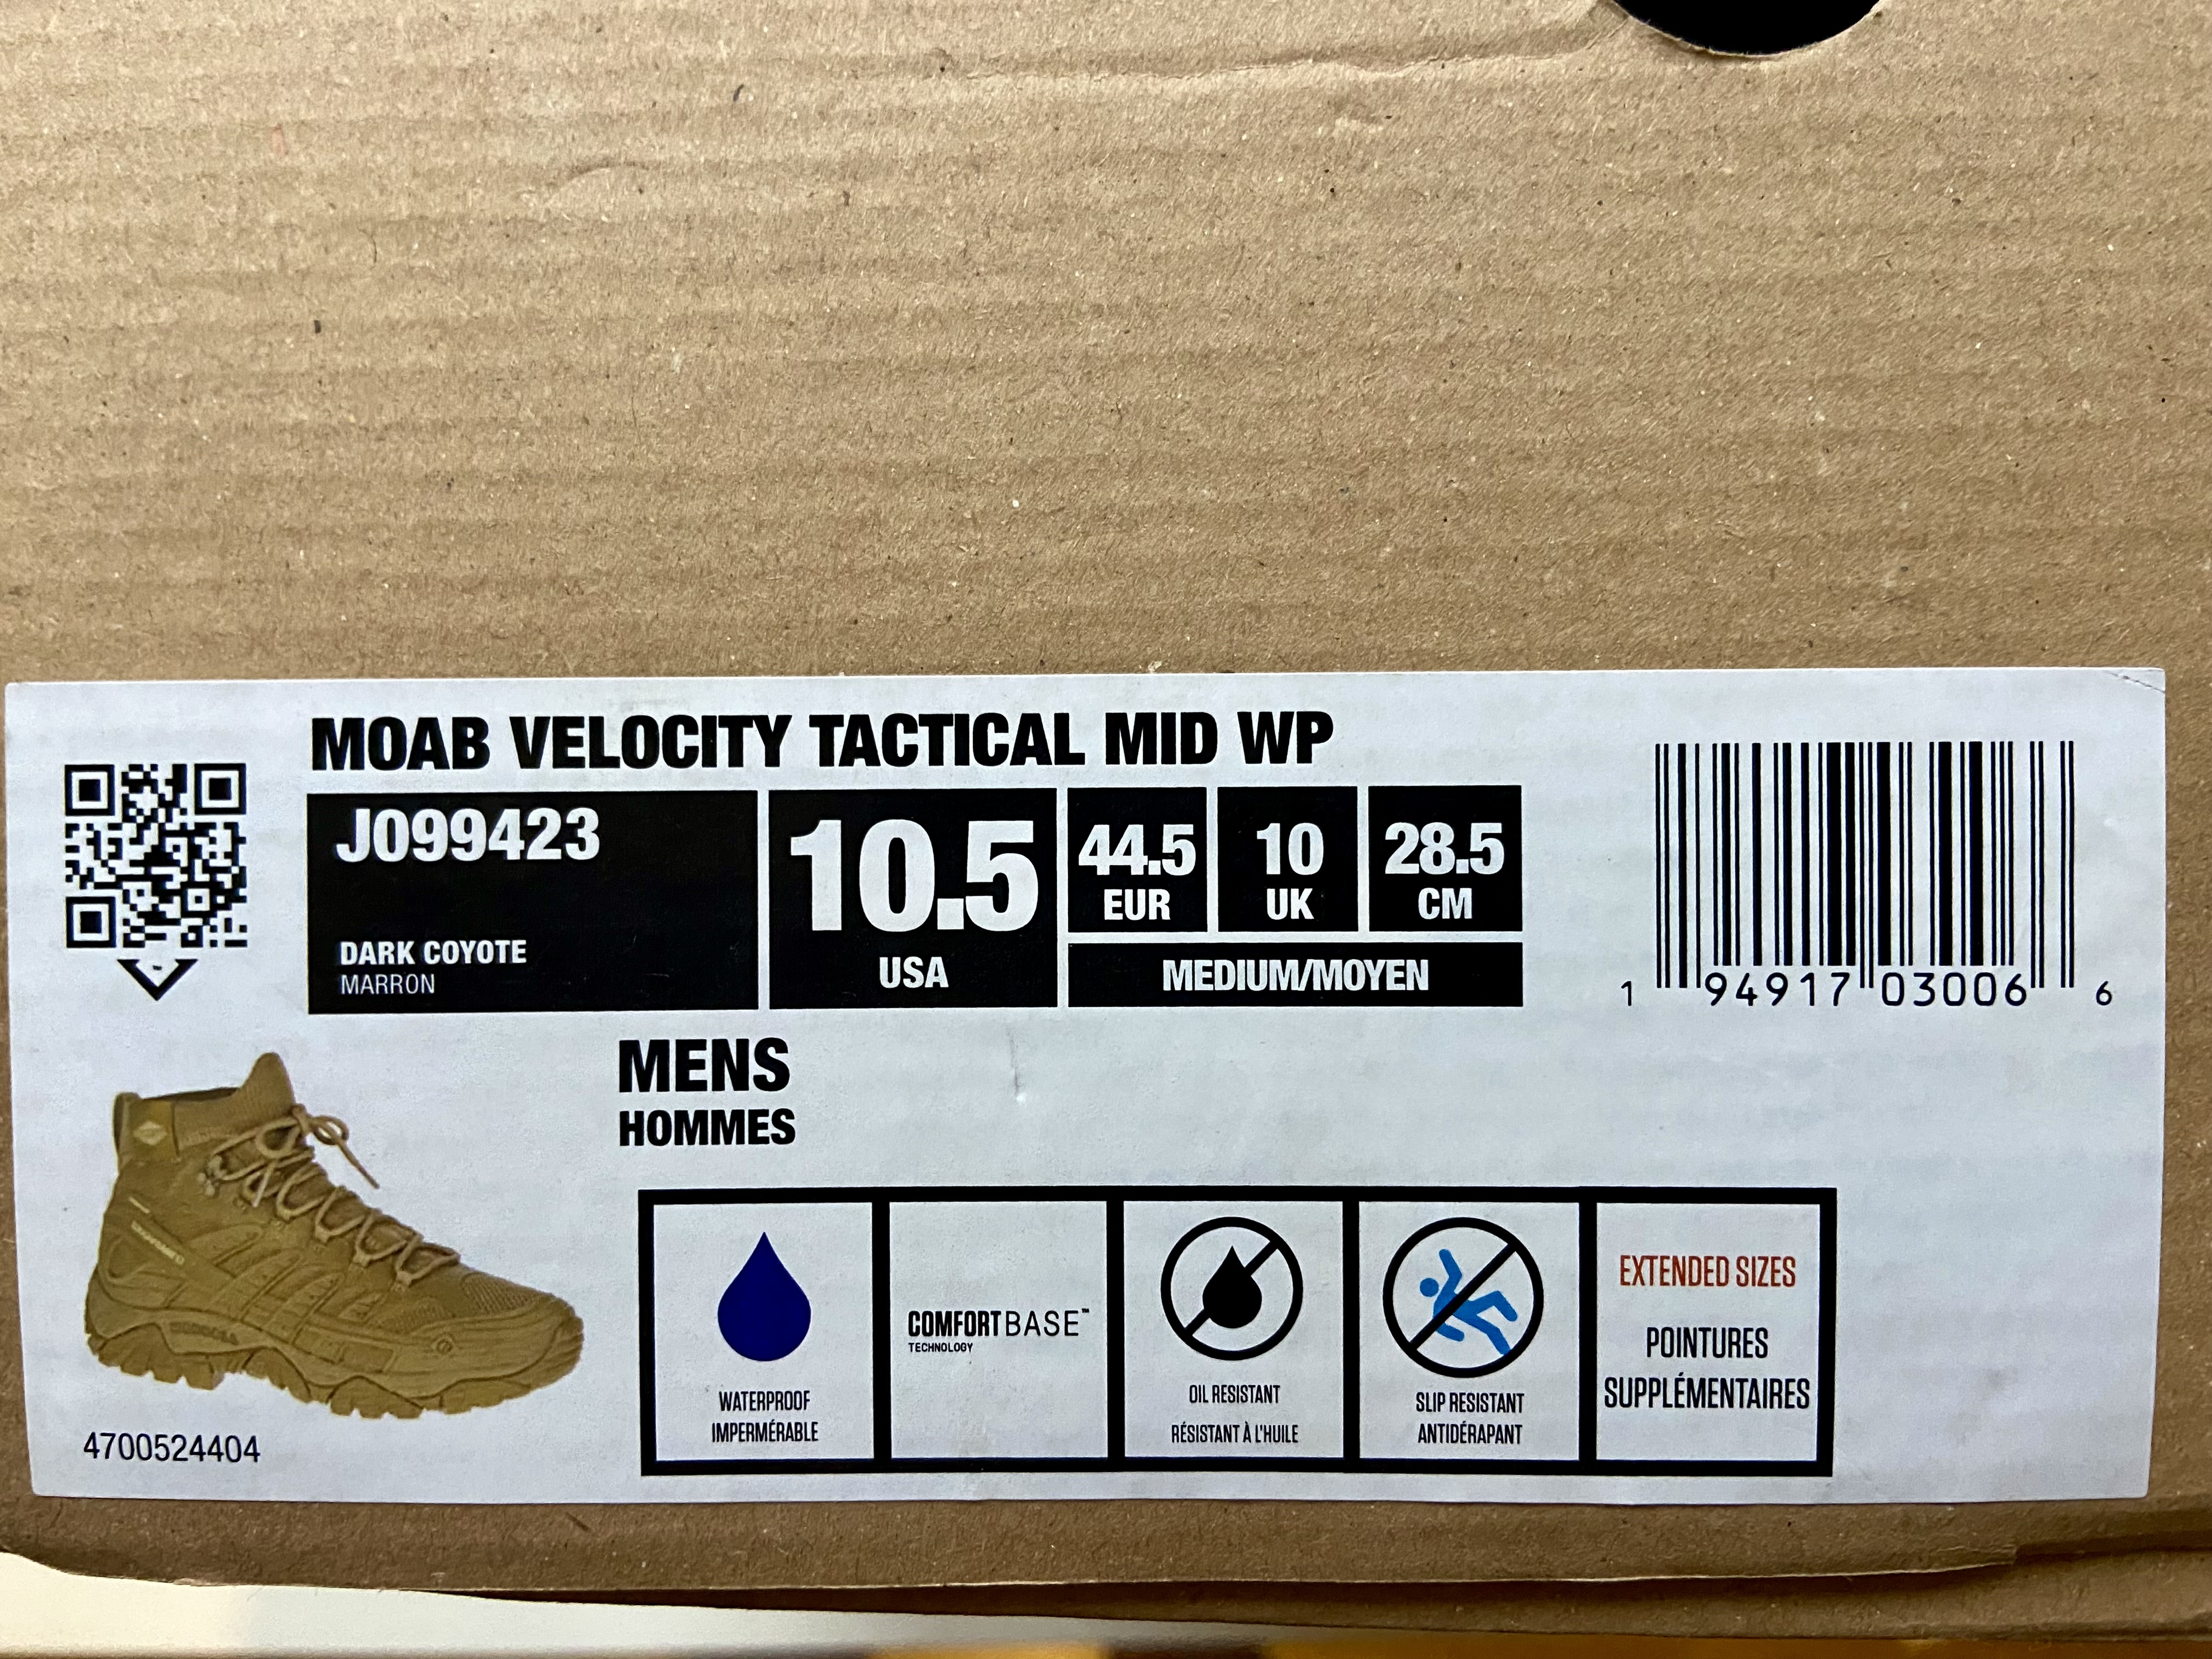 MOAB VELOCITY TACTICAL MID WP
J099423
DARK COYOTE
MARRON
10.5
USA
44.5
EUR
10
UK
28.5
CM
MEDIUM/MOYEN
1 94917 03006 6
MENS
HOMMES
WATERPROOF
IMPERMÉRABLE
COMFORTBASE™
TECHNOLOGY
OIL RESISTANT
RÉSISTANT À L'HUILE
SLIP RESISTANT
ANTIDÉRAPANT
EXTENDED SIZES
POINTURES
SUPPLÉMENTAIRES
4700524404